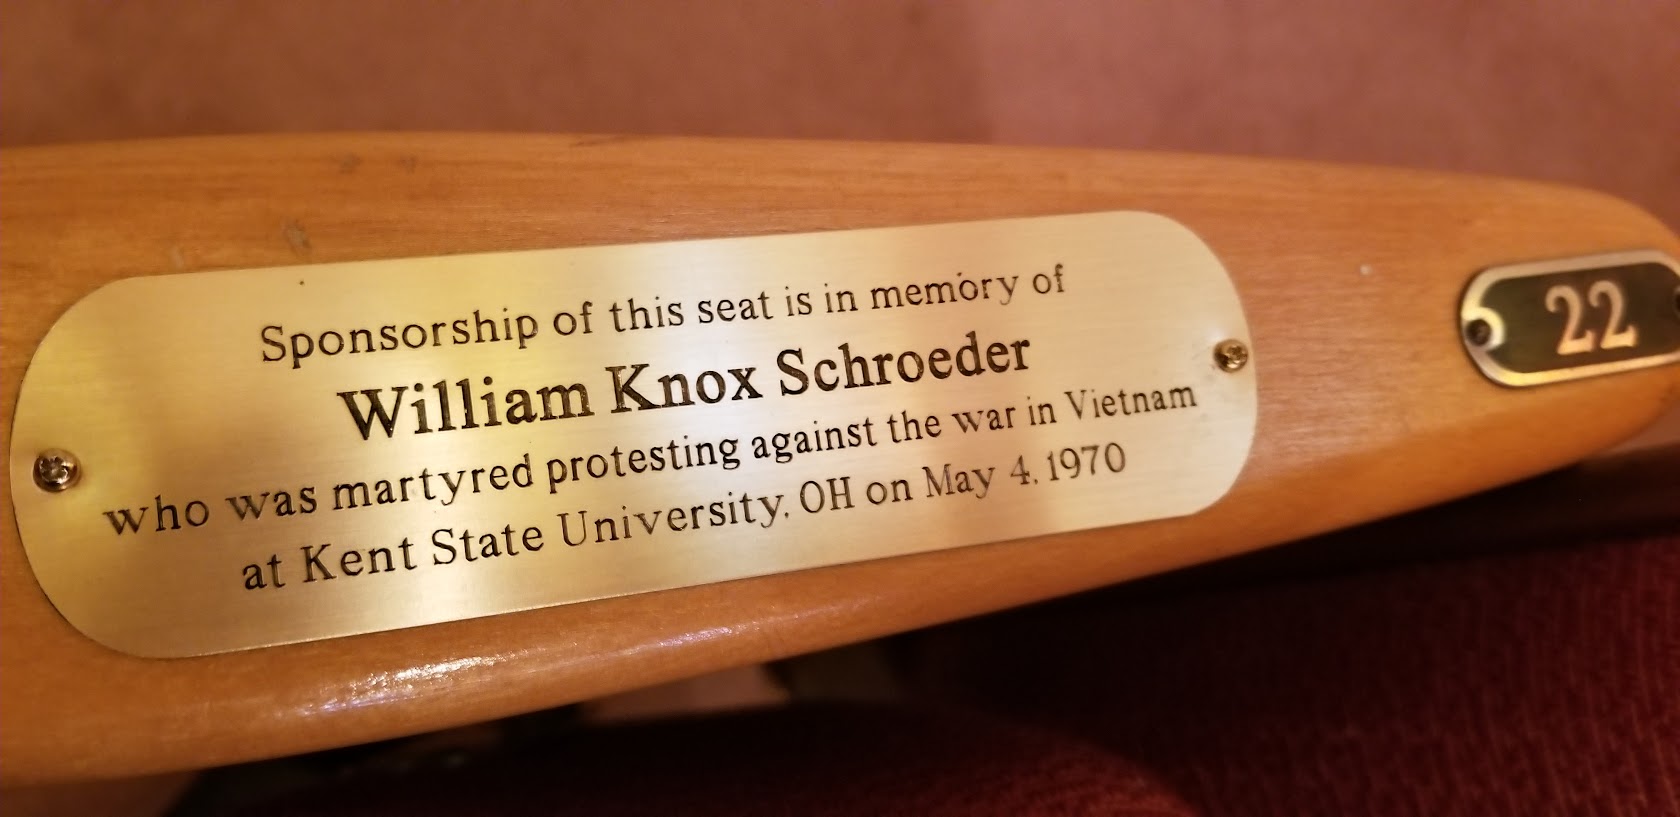 Sponsorship of this seat is in memory of
William Knox Schroeder
who was martyred protesting against the war in Vietnam
at Kent State University, OH on May 4, 1970
22